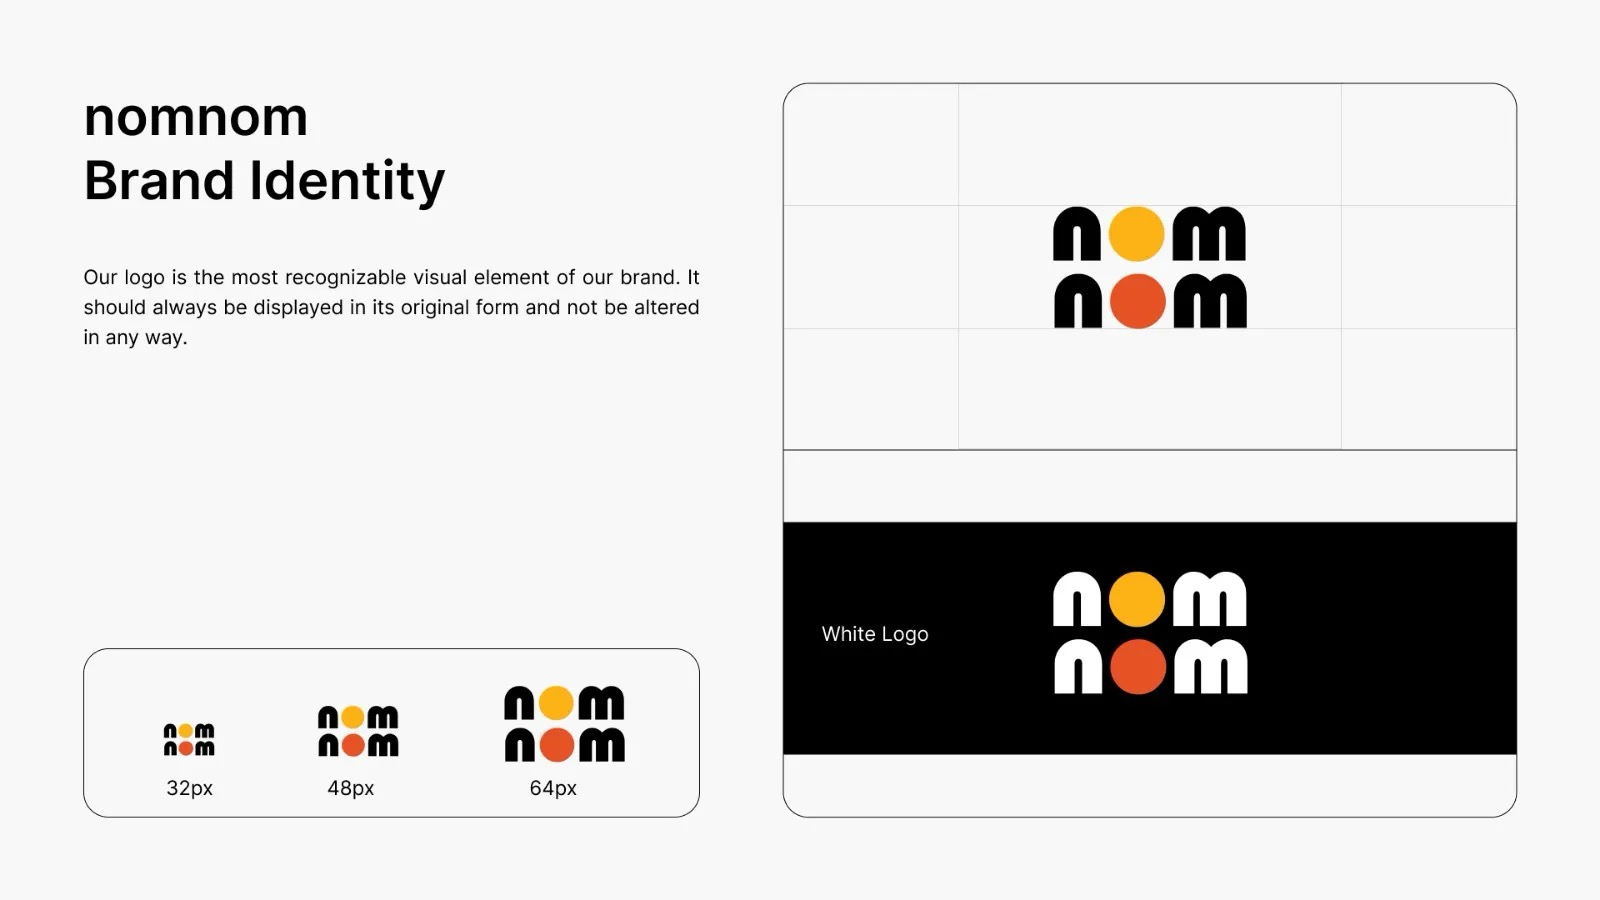 nomnom
Brand Identity
Our logo is the most recognizable visual element of our brand. It
should always be displayed in its original form and not be altered
in any way.
nom
nom
32px
nom
nom
48px
nom
nom
64px
nom
nom
White Logo
nom
nom